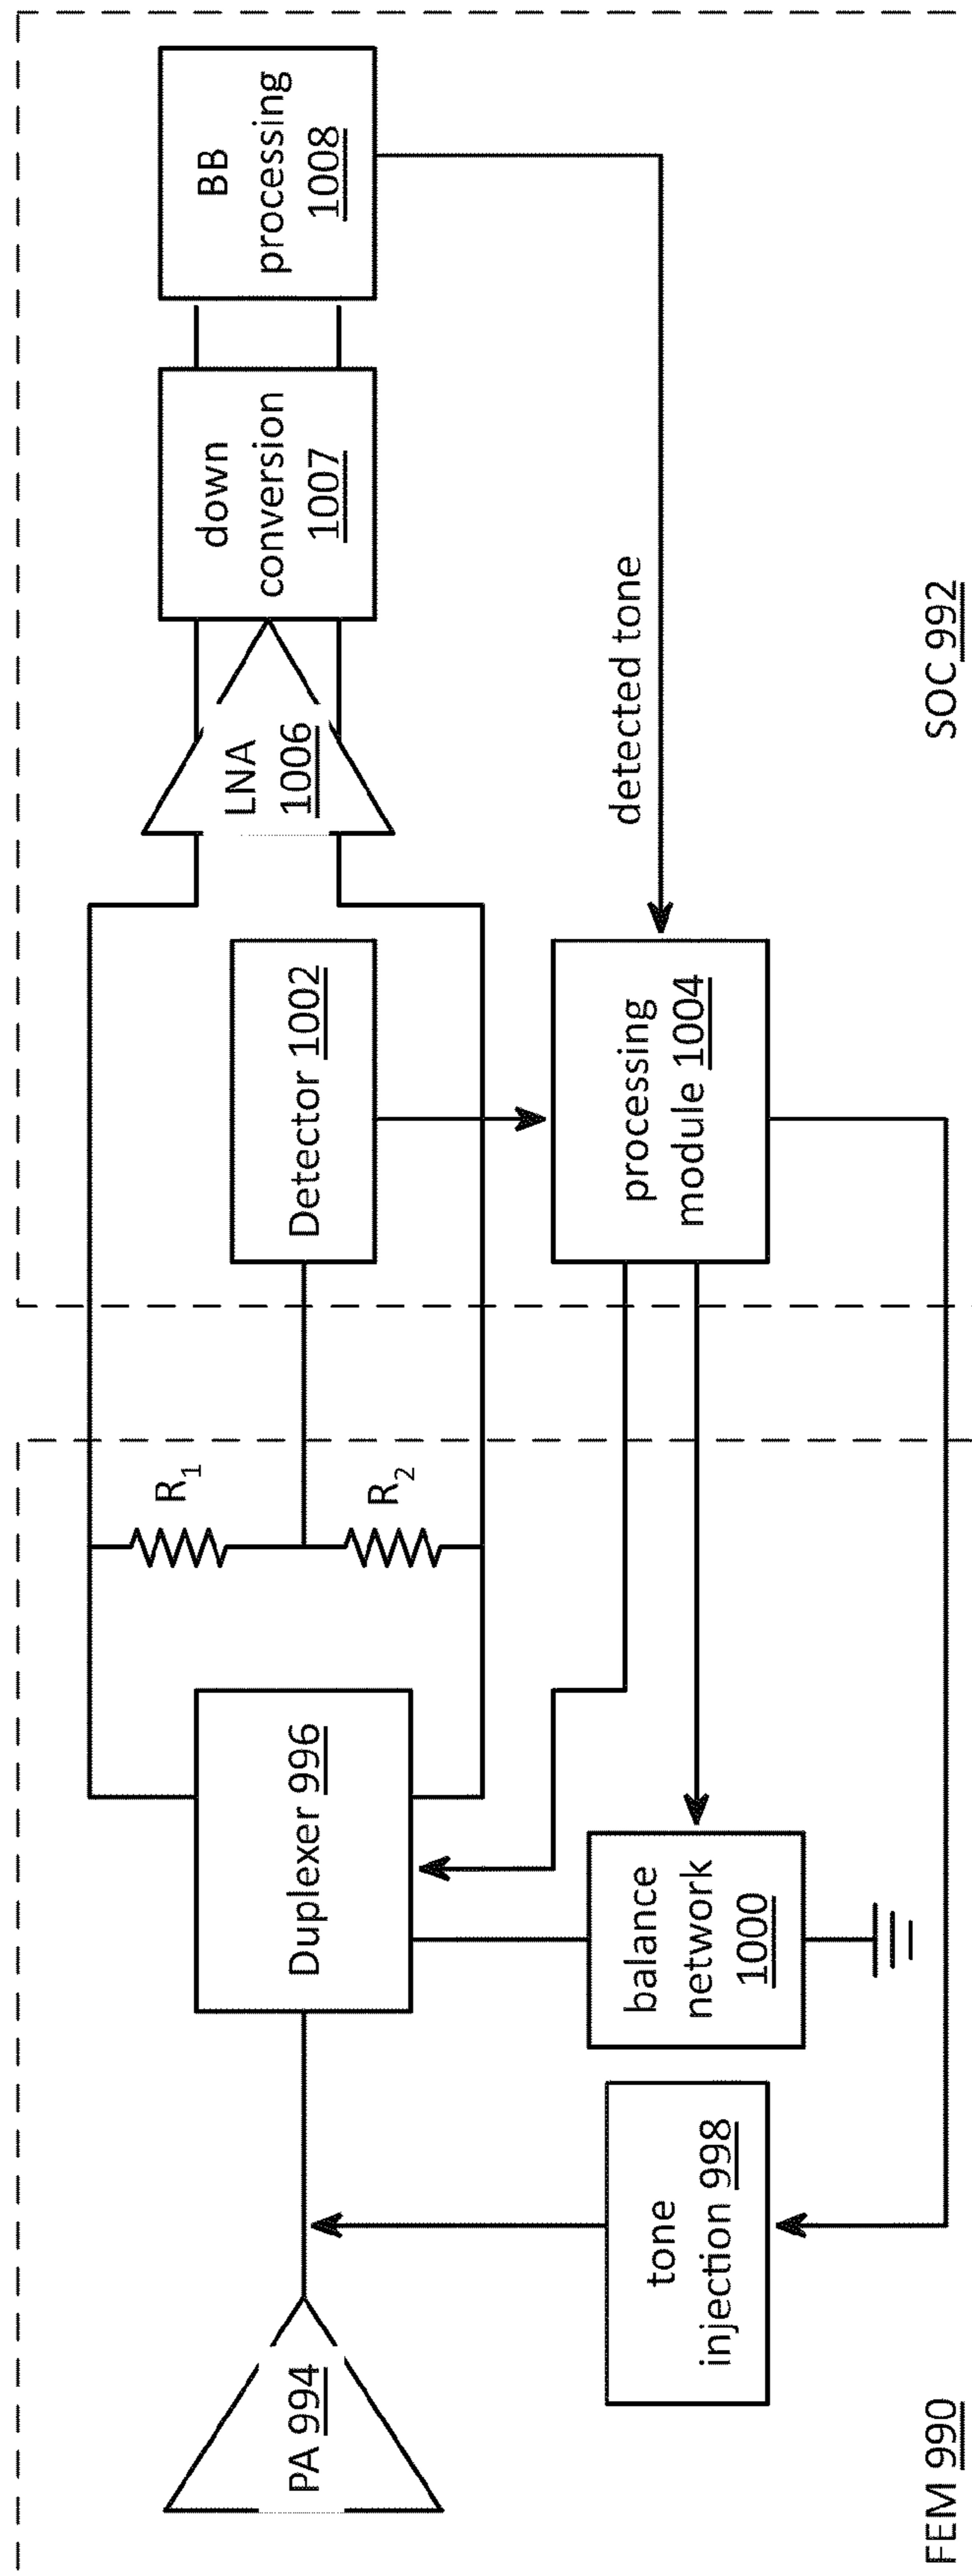 PA 994
tone
injection 998
FEM 990
Duplexer 996
balance
network
1000
R1
R2
Detector 1002
processing
module 1004
detected tone
LNA
1006
down
conversion
1007
BB
processing
1008
SOC 992